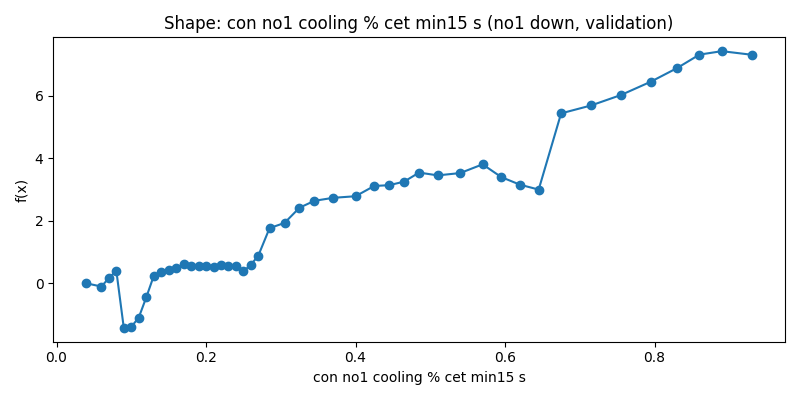 Shape: con no1 cooling % cet min15 s (no1 down, validation)
f(x)
6
4
2
0
0.0 0.2 0.4 0.6 0.8
con no1 cooling % cet min15 s